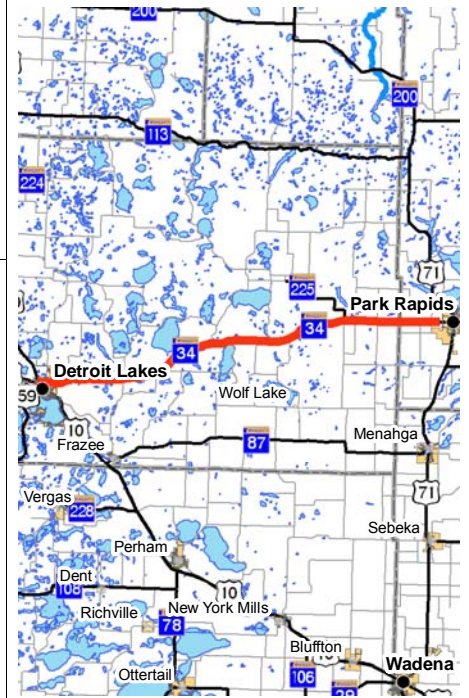 200
200
113
224
71
225
Park Rapids
34
34
Detroit Lakes
59
Wolf Lake
10
Frazee
87
Menahga
71
Vergas
228
Sebeka
Perham
Dent
108
10
New York Mills
Richville
78
Bluffton
Wadena
106
Ottertail
29